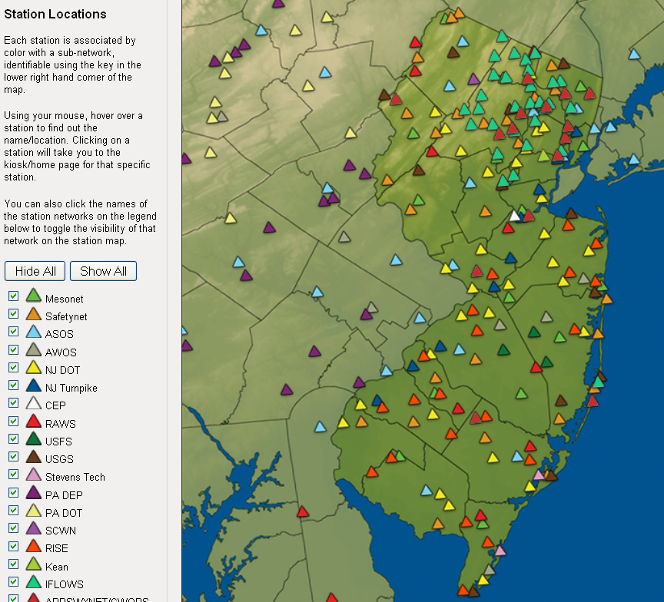 Station Locations
Each station is associated by
color with a sub-network,
identifiable using the key in the
lower right hand corner of the
map.
Using your mouse, hover over a
station to find out the
name/location. Clicking on a
station will take you to the
kiosk/home page for that specific
station.
You can also click the names of
the station networks on the legend
below to toggle the visibility of that
network on the station map.
Hide All Show All
Mesonet
Safetynet
ASOS
AWOS
NJ DOT
NJ Turnpike
CEP
RAWS
USFS
USGS
Stevens Tech
PA DEP
PA DOT
SCWN
RISE
Kean
IFLOWS